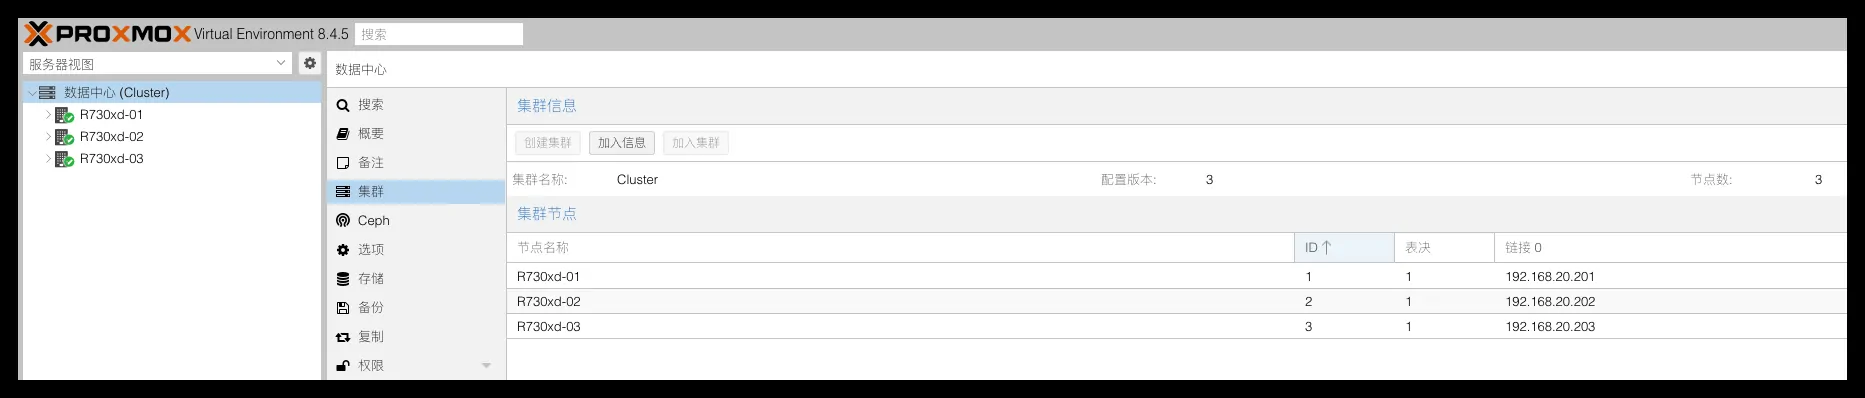 PROXMOX Virtual Environment 8.4.5 搜索
服务器视图
数据中心 (Cluster)
R730xd-01
R730xd-02
R730xd-03
数据中心
搜索
概要
备注
集群
Ceph
选项
存储
备份
复制
权限
集群信息
创建集群 加入信息 加入集群
集群名称: Cluster 配置版本: 3 节点数: 3
集群节点
节点名称 ID↑ 表决 链接 0
R730xd-01 1 1 192.168.20.201
R730xd-02 2 1 192.168.20.202
R730xd-03 3 1 192.168.20.203